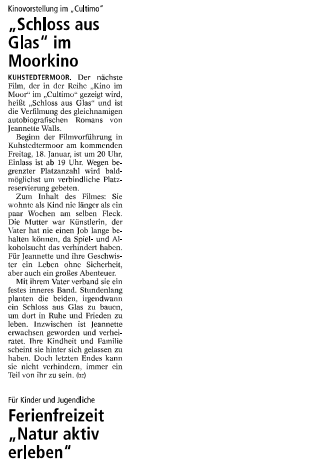 Kinovorstellung im „Cultimo“
„Schloss aus
Glas“ im
Moorkino
KUHSTEDTERMOOR. Der nächste
Film, der in der Reihe „Kino im
Moor“ im „Cultimo“ gezeigt wird,
heißt „Schloss aus Glas“ und ist
die Verfilmung des gleichnamigen
autobiografischen Romans von
Jeannette Walls.
Beginn der Filmvorführung in
Kuhstedtermoor am kommenden
Freitag, 18. Januar, ist um 20 Uhr,
Einlass ist ab 19 Uhr. Wegen be-
grenzter Platzanzahl wird bald-
möglichst um verbindliche Platz-
reservierung gebeten.
Zum Inhalt des Filmes: Sie
wohnte als Kind nie länger als ein
paar Wochen am selben Fleck.
Die Mutter war Künstlerin, der
Vater hat nie einen Job lange be-
halten können, da Spiel- und Al-
koholsucht das verhindert haben.
Für Jeannette und ihre Geschwis-
ter ein Leben ohne Sicherheit,
aber auch ein großes Abenteuer.
Mit ihrem Vater verband sie ein
festes inneres Band. Stundenlang
planten die beiden, irgendwann
ein Schloss aus Glas zu bauen,
um dort in Ruhe und Frieden zu
leben. Inzwischen ist Jeannette
erwachsen geworden und verhei-
ratet. Ihre Kindheit und Familie
scheint sie hinter sich gelassen zu
haben. Doch letzten Endes kann
sie nicht verhindern, immer ein
Teil von ihr zu sein. (bz)
Für Kinder und Jugendliche
Ferienfreizeit
„Natur aktiv
erleben“